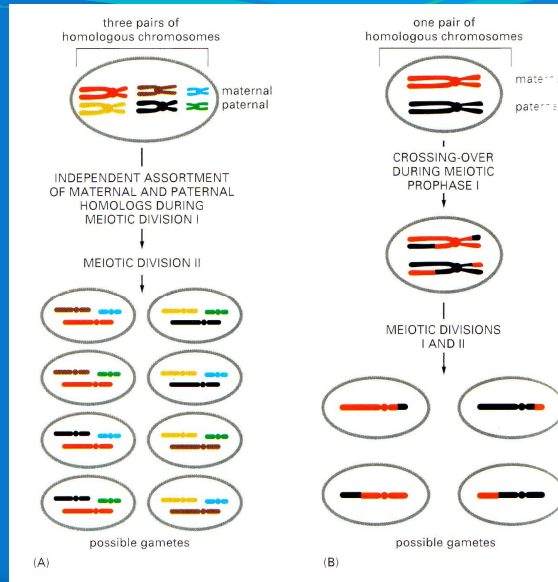 three pairs of
homologous chromosomes
maternal
paternal
INDEPENDENT ASSORTMENT
OF MATERNAL AND PATERNAL
HOMOLOGS DURING
MEIOTIC DIVISION I
MEIOTIC DIVISION II
possible gametes
(A)
one pair of
homologous chromosomes
CROSSING-OVER
DURING MEIOTIC
PROPHASE I
MEIOTIC DIVISIONS
I AND II
possible gametes
(B)